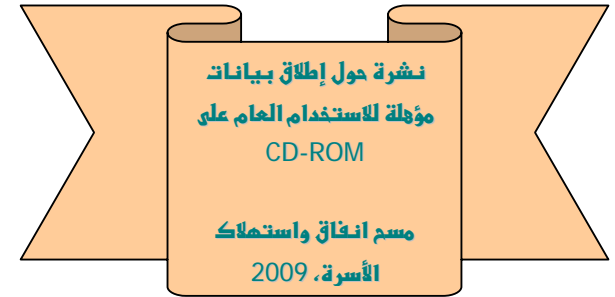 نشرة حول إطلاق بيانات
مؤهلة للاستخدام العام على
CD-ROM
مسح انفاق واستهلاك
الأسرة، 2009